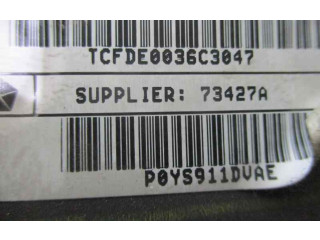 TCFDE0036C3047
SUPPLIER: 73427A
P0YS911DVAE